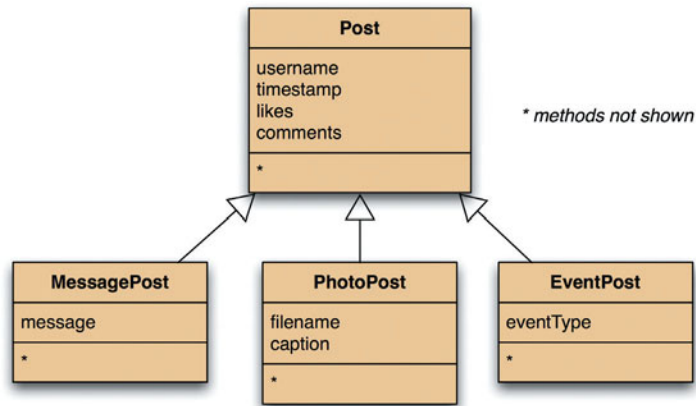 Post
username
timestamp
likes
comments
*
* methods not shown
MessagePost
message
*
PhotoPost
filename
caption
*
EventPost
eventType
*